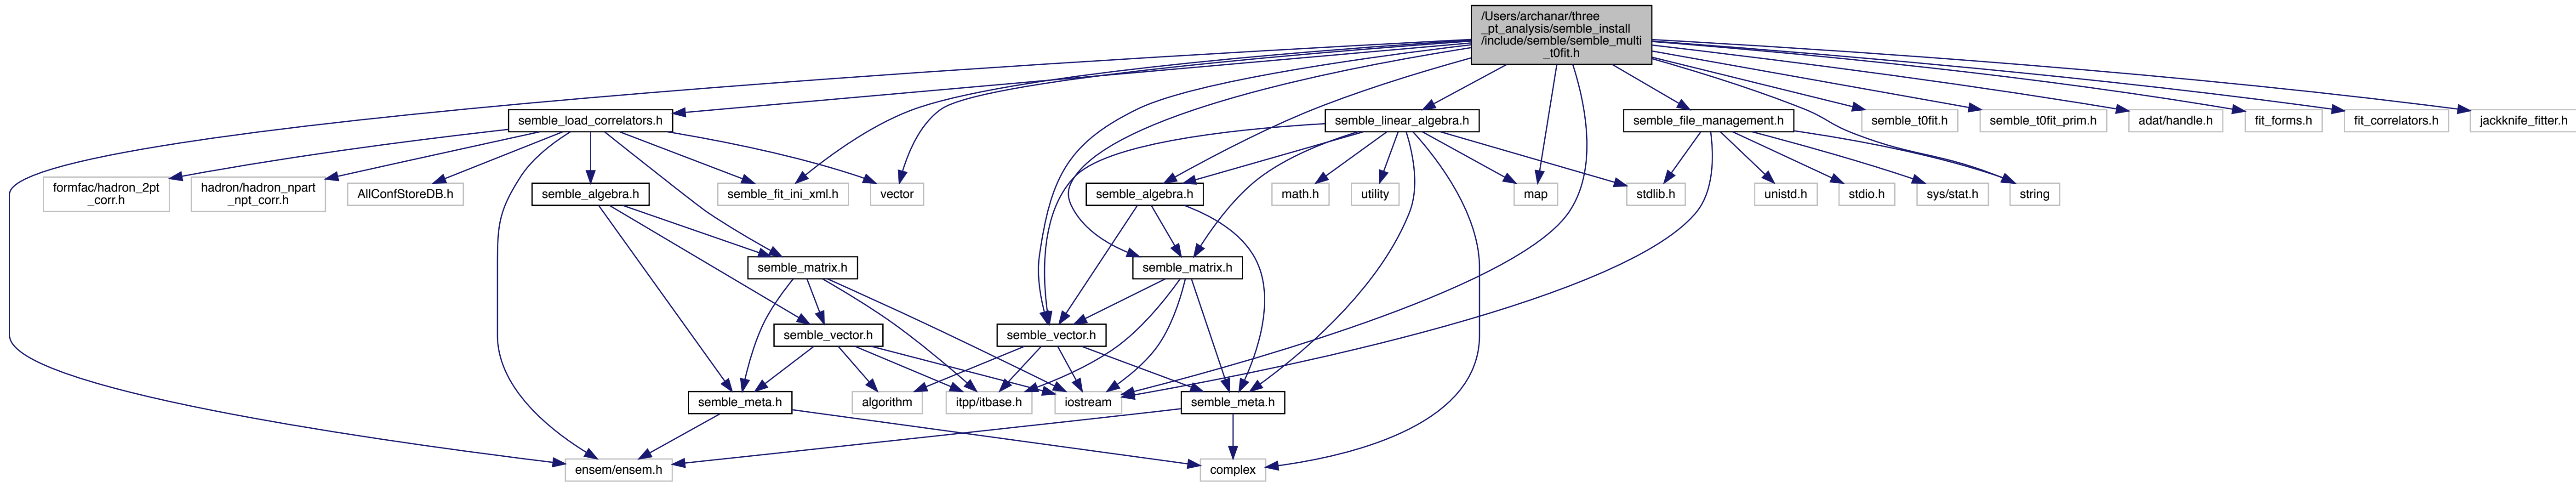 /Users/archanar/three
_pt_analysis/semble_install
/include/semble/semble_multi
_t0fit.h
semble_load_correlators.h
semble_linear_algebra.h
semble_file_management.h
semble_t0fit.h
semble_t0fit_prim.h
adat/handle.h
fit_forms.h
fit_correlators.h
jackknife_fitter.h
formfac/hadron_2pt
_corr.h
hadron/hadron_npart
_npt_corr.h
AllConfStoreDB.h
semble_algebra.h
semble_fit_ini_xml.h
vector
semble_algebra.h
math.h
utility
map
stdlib.h
unistd.h
stdio.h
sys/stat.h
string
semble_matrix.h
semble_matrix.h
semble_vector.h
semble_vector.h
semble_meta.h
algorithm
itpp/itbase.h
iostream
semble_meta.h
ensem/ensem.h
complex